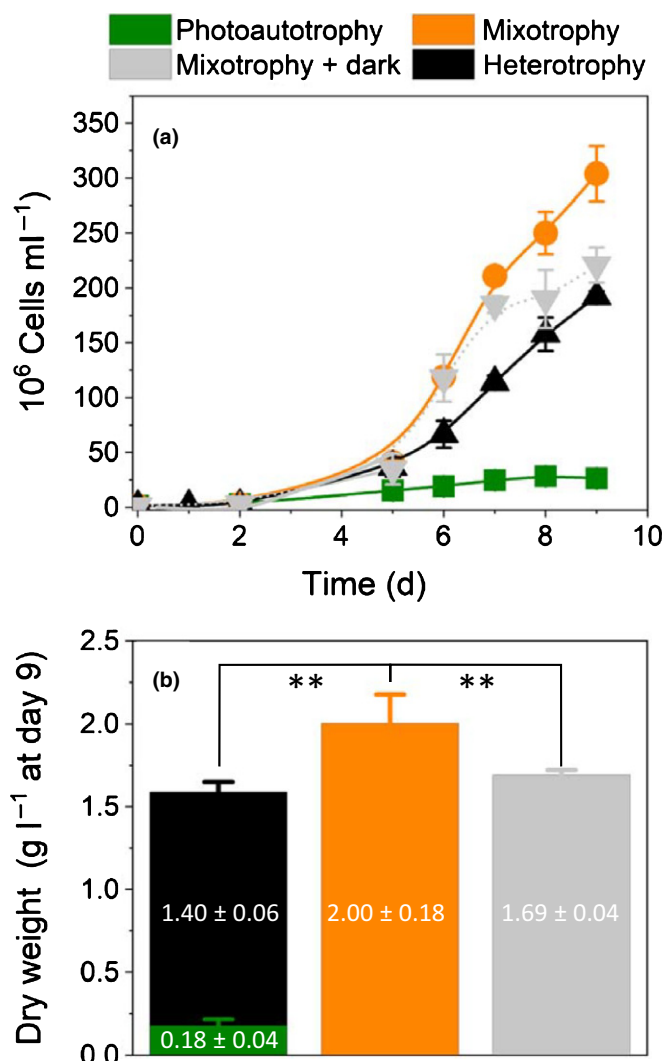 Photoautotrophy Mixotrophy
Mixotrophy + dark Heterotrophy
(a)
10⁶ Cells ml⁻¹
350
300
250
200
150
100
50
0
0 2 4 6 8 10
Time (d)
(b)
Dry weight (g l⁻¹ at day 9)
2.5
2.0
1.5
1.0
0.5
0.0
** **
1.40 ± 0.06 2.00 ± 0.18 1.69 ± 0.04
0.18 ± 0.04